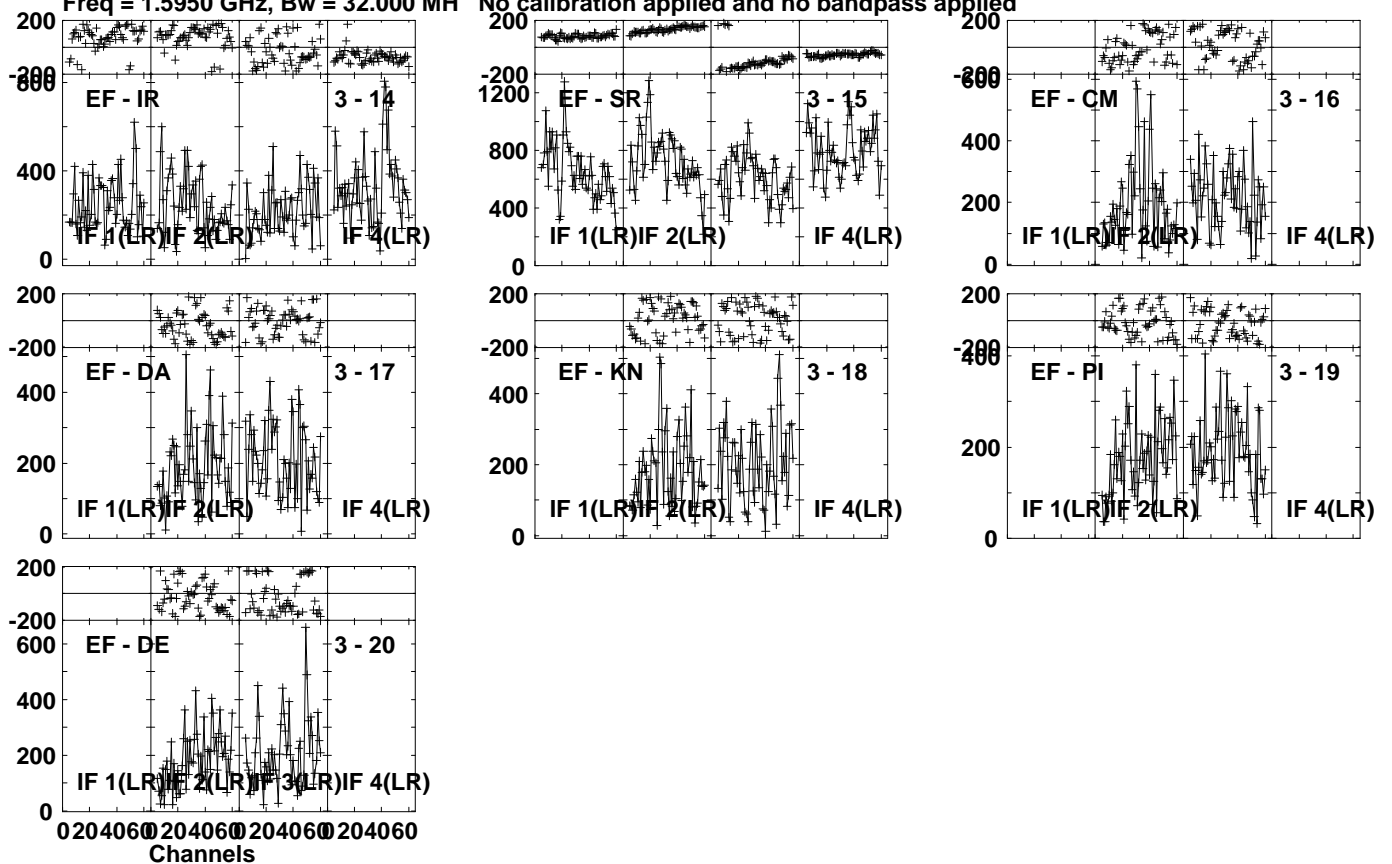 Freq = 1.5950 GHz, Bw = 32.000 MH No calibration applied and no bandpass applied
200
-200
800
400
0
EF - IR
3 - 14
IF 1(LR)
IF 2(LR)
IF 4(LR)
200
-200
1200
800
400
0
EF - SR
3 - 15
IF 1(LR)
IF 2(LR)
IF 4(LR)
200
-200
600
400
200
0
EF - CM
3 - 16
IF 1(LR)
IF 2(LR)
IF 4(LR)
200
-200
400
200
0
EF - DA
3 - 17
IF 1(LR)
IF 2(LR)
IF 4(LR)
200
-200
400
200
0
EF - KN
3 - 18
IF 1(LR)
IF 2(LR)
IF 4(LR)
200
-200
400
200
0
EF - PI
3 - 19
IF 1(LR)
IF 2(LR)
IF 4(LR)
200
-200
600
400
200
0
EF - DE
3 - 20
IF 1(LR)
IF 2(LR)
IF 3(LR)
IF 4(LR)
0 20 40 60 0 20 40 60 0 20 40 60 0 20 40 60
Channels